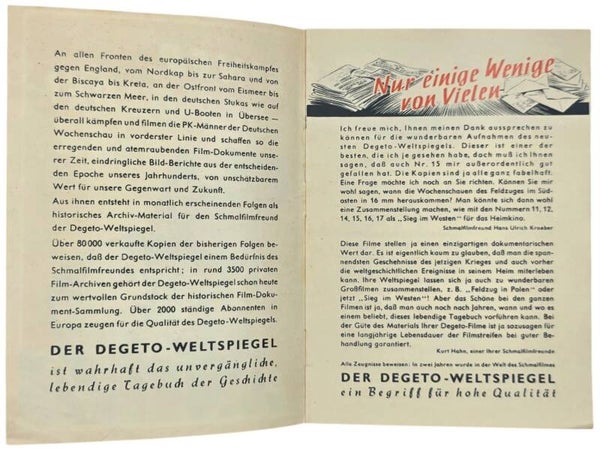 An allen Fronten des europäischen Freiheitskampfes
gegen England, vom Nordkap bis zur Sahara und von
der Biscaya bis Kreta, an der Ostfront vom Eismeer bis
zum Schwarzen Meer, in den deutschen Stukas wie auf
den deutschen Kreuzern und U-Booten in Übersee —
überall kämpfen und filmen die PK-Männer der Deutschen
Wochenschau in vorderster Linie und schaffen so die
erregenden und atemraubenden Film-Dokumente unse-
rer Zeit, eindringliche Bild-Berichte aus der entscheiden-
den Epoche unseres Jahrhunderts, von unschätzbarem
Wert für unsere Gegenwart und Zukunft.
Aus ihnen entsteht in monatlich erscheinenden Folgen als
historisches Archiv-Material für den Schmalfilmfreund
der Degeto-Weltspiegel.
Über 80000 verkaufte Kopien der bisherigen Folgen be-
weisen, daß der Degeto-Weltspiegel einem Bedürfnis des
Schmalfilmfreundes entspricht; in rund 3500 privaten
Film-Archiven gehört der Degeto-Weltspiegel schon heute
zum wertvollen Grundstock der historischen Film-Doku-
ment-Sammlung. Über 2000 ständige Abonnenten in
Europa zeugen für die Qualität des Degeto-Weltspiegels.
DER DEGETO-WELTSPIEGEL
ist wahrhaft das unvergängliche,
lebendige Tagebuch der Geschichte
Nur einige Wenige
von Vielen
Ich freue mich, Ihnen meinen Dank aussprechen zu
können für die wunderbaren Aufnahmen des neu-
sten Degeto-Weltspiegels. Dieser ist einer der
besten, die ich je gesehen habe, doch muß ich Ihnen
sagen, daß auch Nr. 15 mir außerordentlich gut
gefallen hat. Die Kopien sind ja alle ganz fabelhaft.
Eine Frage möchte ich noch an Sie richten. Können Sie mir
wohl sagen, wann die Wochenschauen des Feldzuges im Süd-
osten in 16 mm herauskommen? Man könnte sich dann wohl
eine Zusammenstellung machen, wie mit den Nummern 11, 12,
14, 15, 16, 17 als „Sieg im Westen" für das Heimkino.
Schmalfilmfreund Hans Ulrich Kroeber
Diese Filme stellen ja einen einzigartigen dokumentarischen
Wert dar. Es ist eigentlich kaum zu glauben, daß man die span-
nendsten Geschehnisse des jetzigen Krieges und auch vorher
die weltgeschichtlichen Ereignisse in seinem Heim miterleben
kann. Ihre Weltspiegel lassen sich ja auch zu wunderbaren
Großfilmen zusammenstellen, z. B. „Feldzug in Polen" oder
jetzt „Sieg im Westen"! Aber das Schöne bei den ganzen
Filmen ist ja, daß man auch noch nach Jahren, wann und wo es
einem beliebt, dieses lebendige Tagebuch vorführen kann. Bei
der Güte des Materials Ihrer Degeto-Filme ist ja sozusagen für
eine langjährige Lebensdauer der Filmstreifen bei guter Be-
handlung garantiert.
Kurt Hahn, einer Ihrer Schmalfilmfreunde
Alle Zeugnisse beweisen: In zwei Jahren wurde in der Welt des Schmalfilmes
DER DEGETO-WELTSPIEGEL
ein Begriff für hohe Qualität